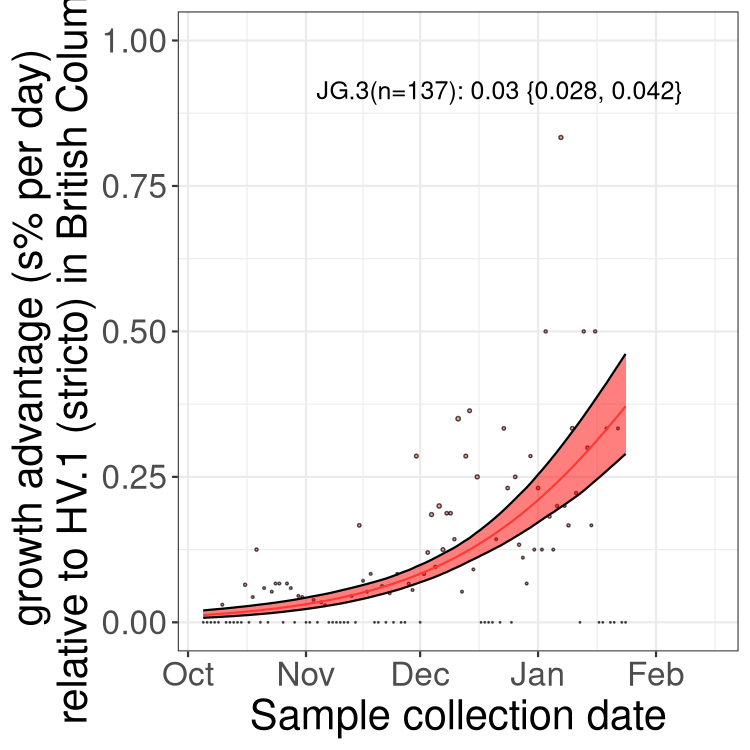 growth advantage (s% per day)
relative to HV.1 (stricto) in British Colum
1.00
0.75
0.50
0.25
0.00
JG.3(n=137): 0.03 {0.028, 0.042}
Oct Nov Dec Jan Feb
Sample collection date